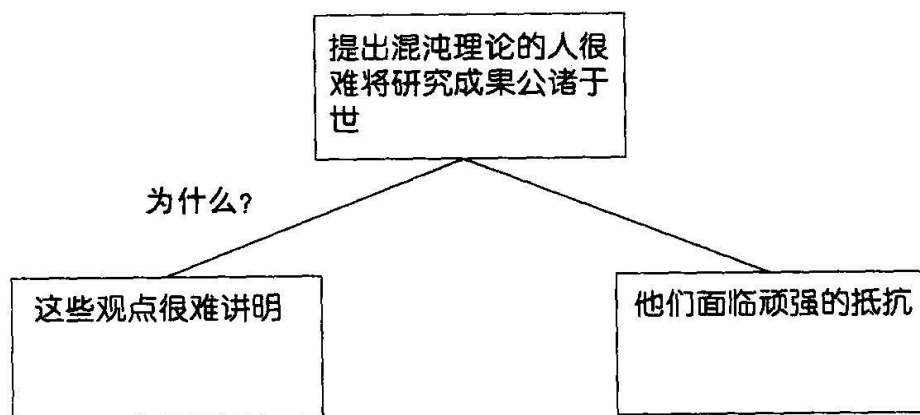 提出混沌理论的人很
难将研究成果公诸于
世
为什么?
这些观点很难讲明
他们面临顽强的抵抗